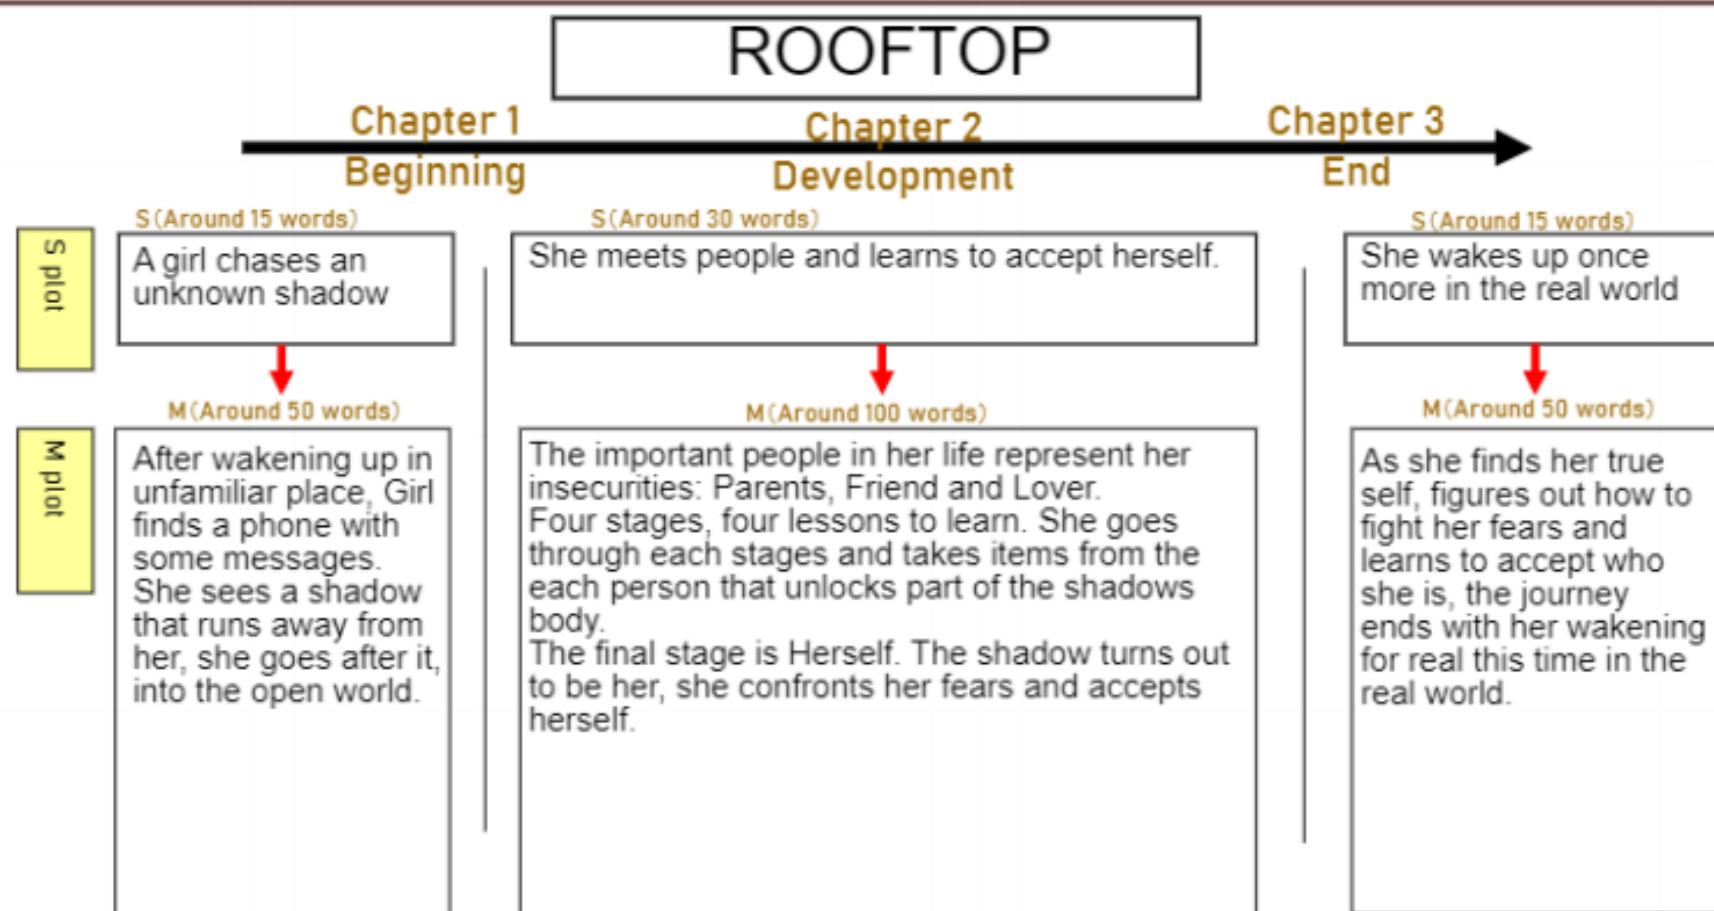 ROOFTOP
Chapter 1
Beginning
Chapter 2
Development
Chapter 3
End
S plot
S(Around 15 words)
A girl chases an
unknown shadow
S(Around 30 words)
She meets people and learns to accept herself.
S(Around 15 words)
She wakes up once
more in the real world
M plot
M(Around 50 words)
After wakening up in
unfamiliar place, Girl
finds a phone with
some messages.
She sees a shadow
that runs away from
her, she goes after it,
into the open world.
M(Around 100 words)
The important people in her life represent her
insecurities: Parents, Friend and Lover.
Four stages, four lessons to learn. She goes
through each stages and takes items from the
each person that unlocks part of the shadows
body.
The final stage is Herself. The shadow turns out
to be her, she confronts her fears and accepts
herself.
M(Around 50 words)
As she finds her true
self, figures out how to
fight her fears and
learns to accept who
she is, the journey
ends with her wakening
for real this time in the
real world.